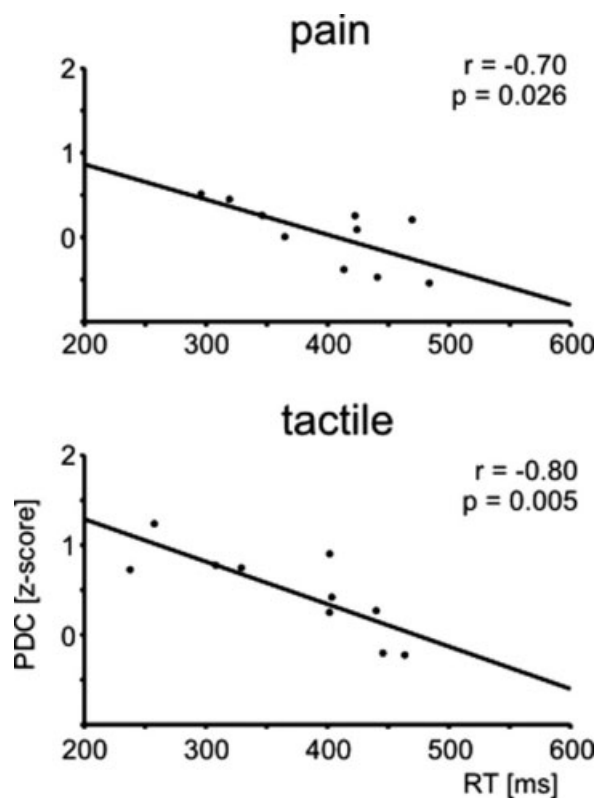 pain
r = -0.70
p = 0.026
2
1
0
200 300 400 500 600
tactile
r = -0.80
p = 0.005
PDC [z-score]
2
1
0
200 300 400 500 600
RT [ms]